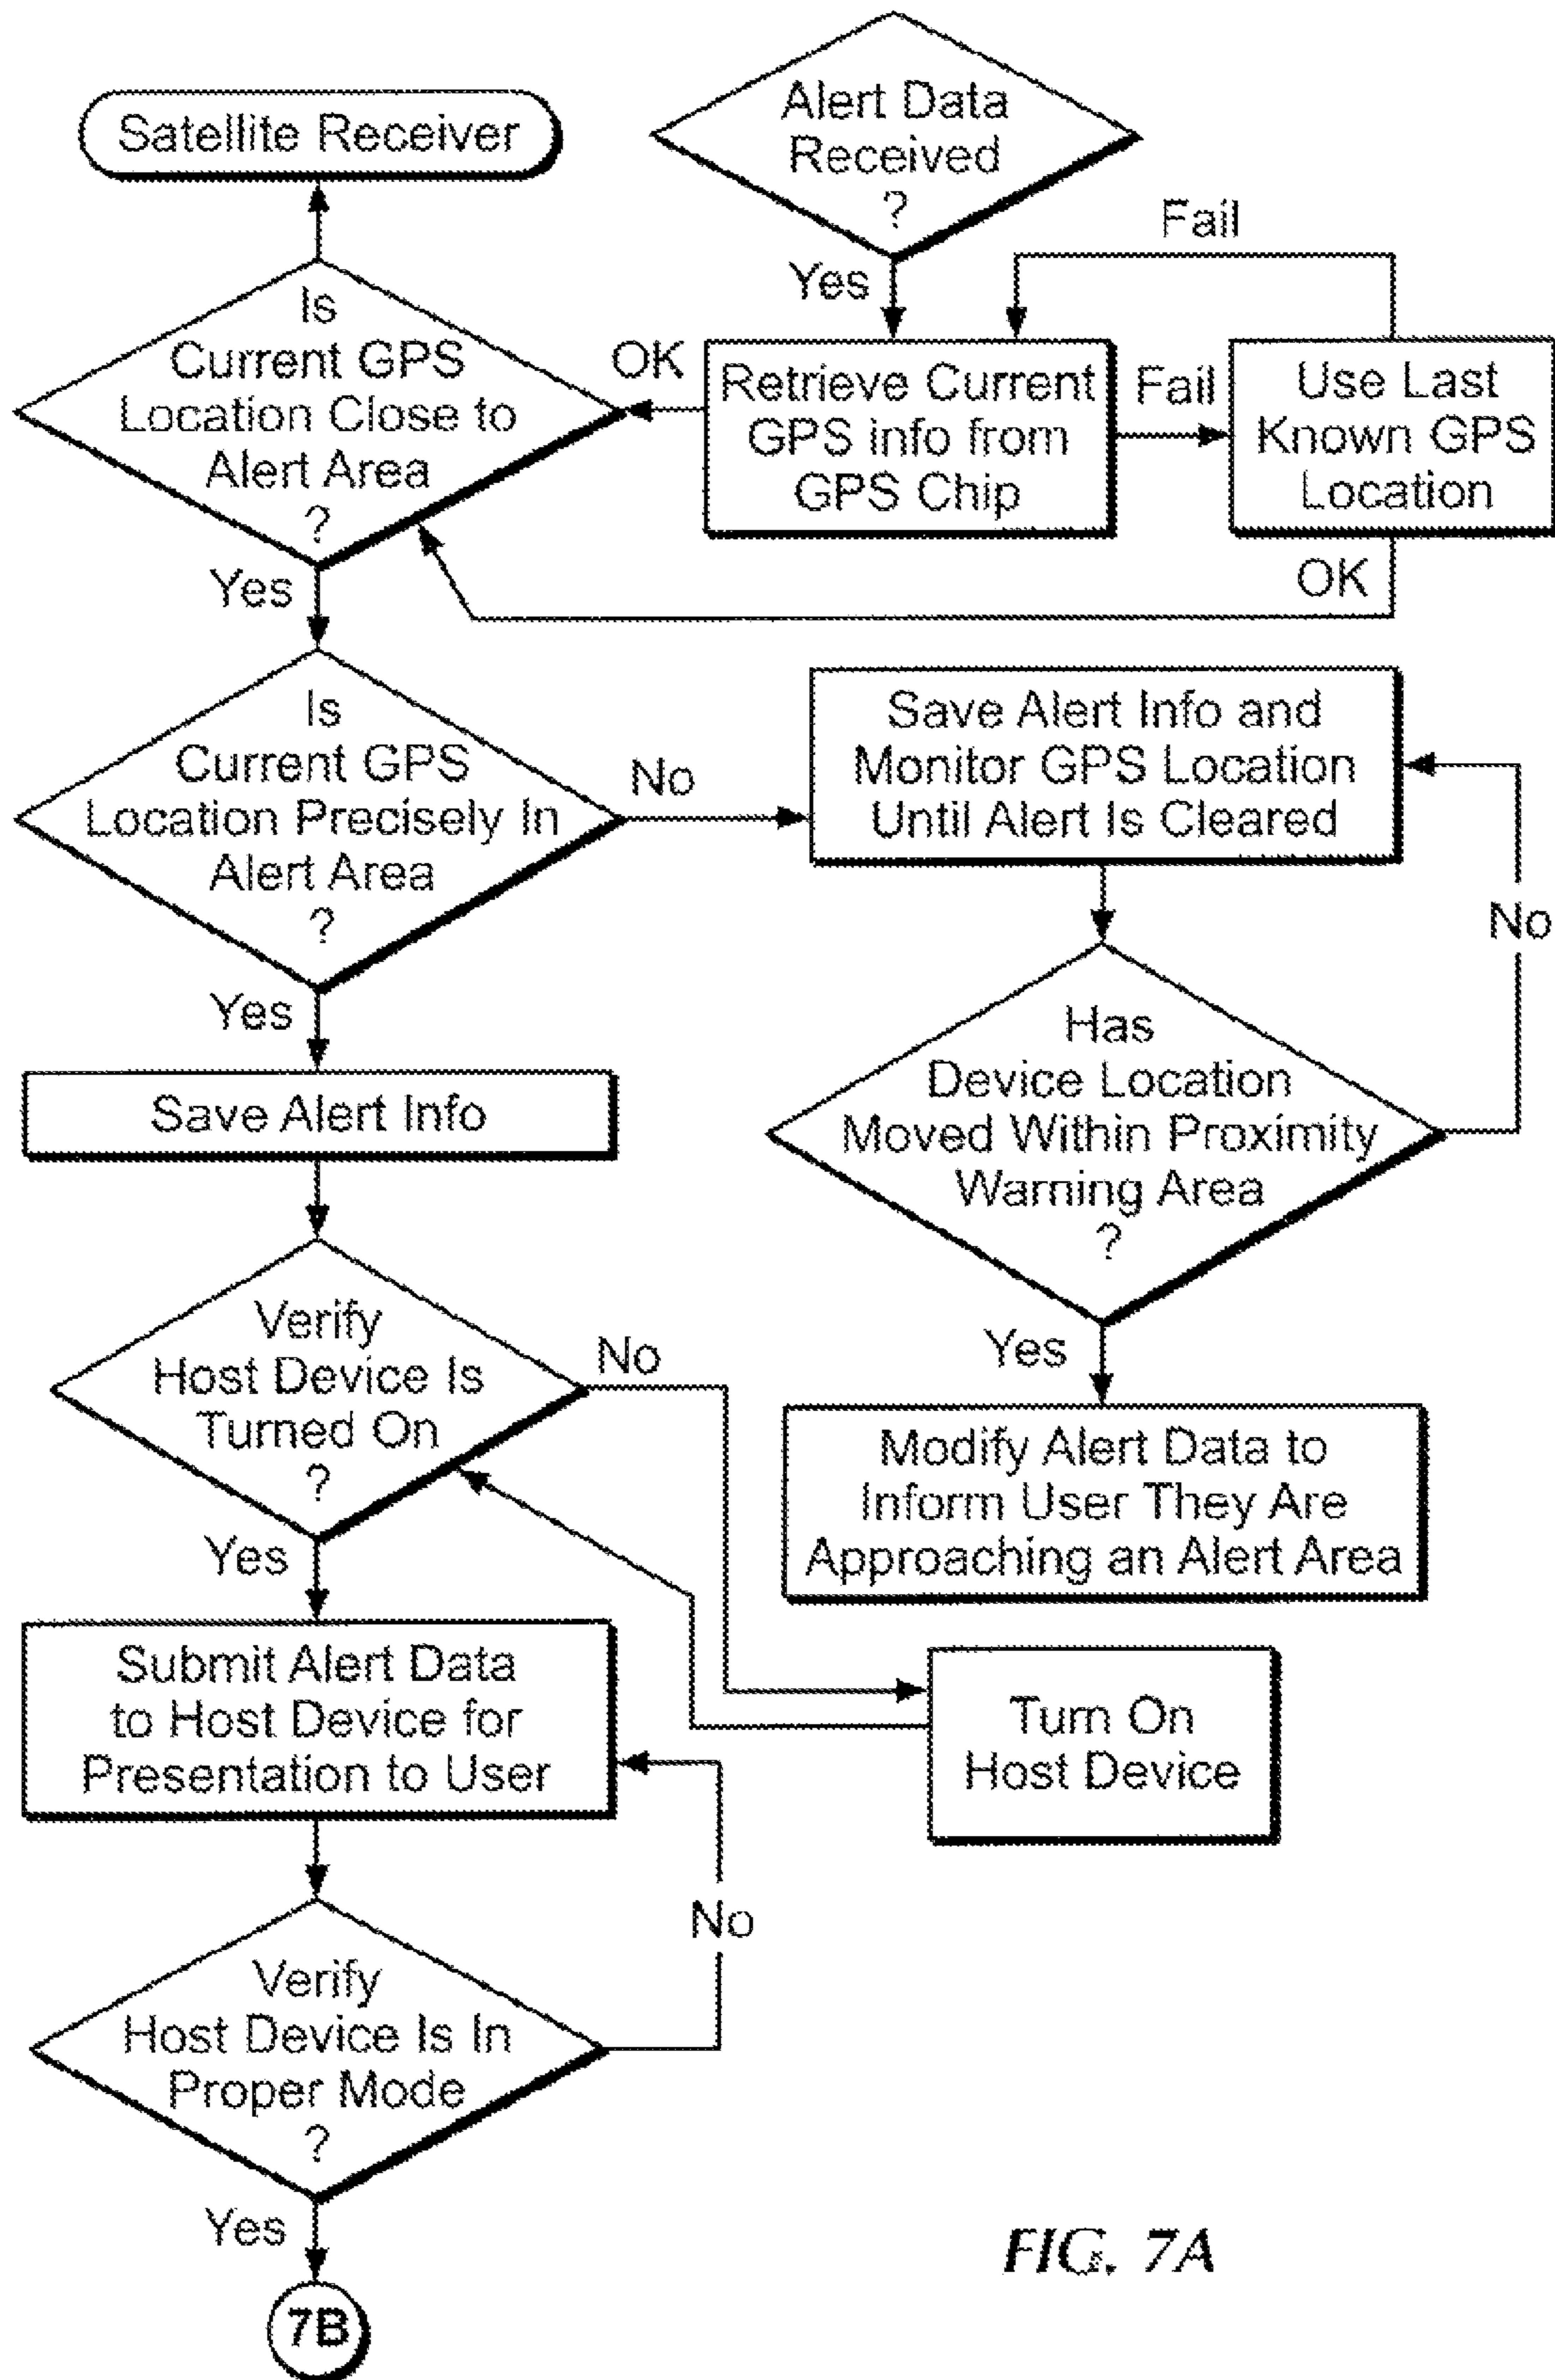 Alert Data
Received
?
Satellite Receiver
Fail
Yes
Is
Current GPS
Location Close to
Alert Area
?
OK
Retrieve Current
GPS info from
GPS Chip
Fail
Use Last
Known GPS
Location
OK
Yes
Is
Current GPS
Location Precisely In
Alert Area
?
No
Save Alert Info and
Monitor GPS Location
Until Alert Is Cleared
No
Yes
Has
Device Location
Moved Within Proximity
Warning Area
?
Save Alert Info
Yes
Verify
Host Device Is
Turned On
?
No
Modify Alert Data to
Inform User They Are
Approaching an Alert Area
Yes
Submit Alert Data
to Host Device for
Presentation to User
Turn On
Host Device
No
Verify
Host Device Is In
Proper Mode
?
Yes
FIG. 7A
7B